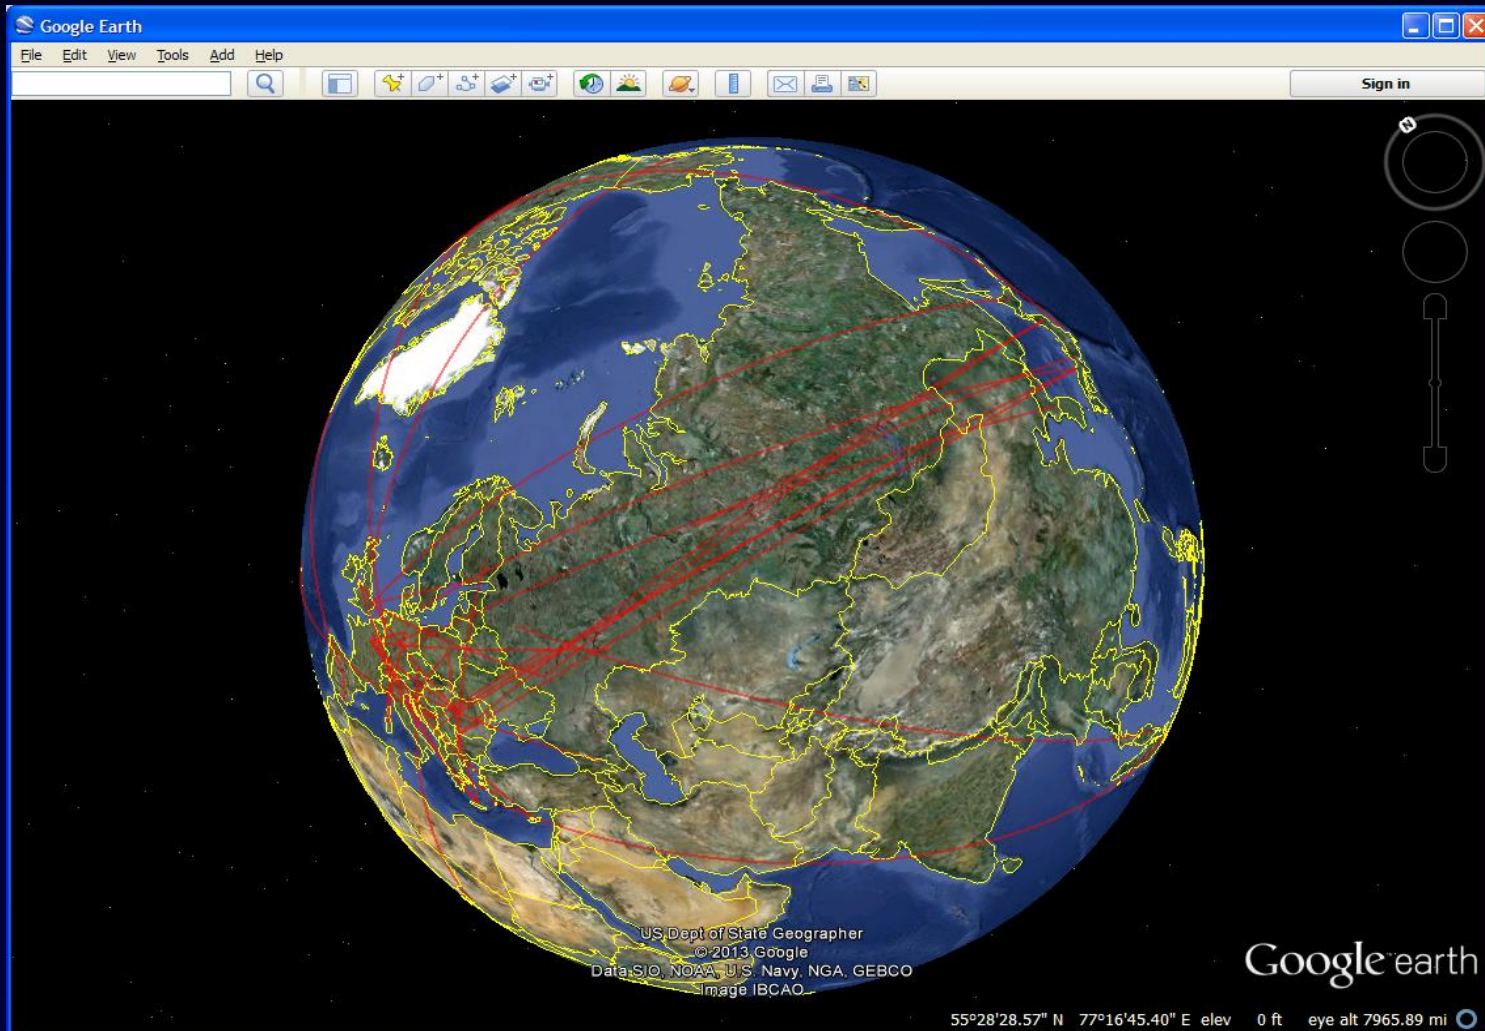 Google Earth
File Edit View Tools Add Help
Sign in
N
US Dept of State Geographer
© 2013 Google
Data SIO, NOAA, U.S. Navy, NGA, GEBCO
Image IBCAO
Google earth
55°28'28.57" N 77°16'45.40" E elev 0 ft eye alt 7965.89 mi